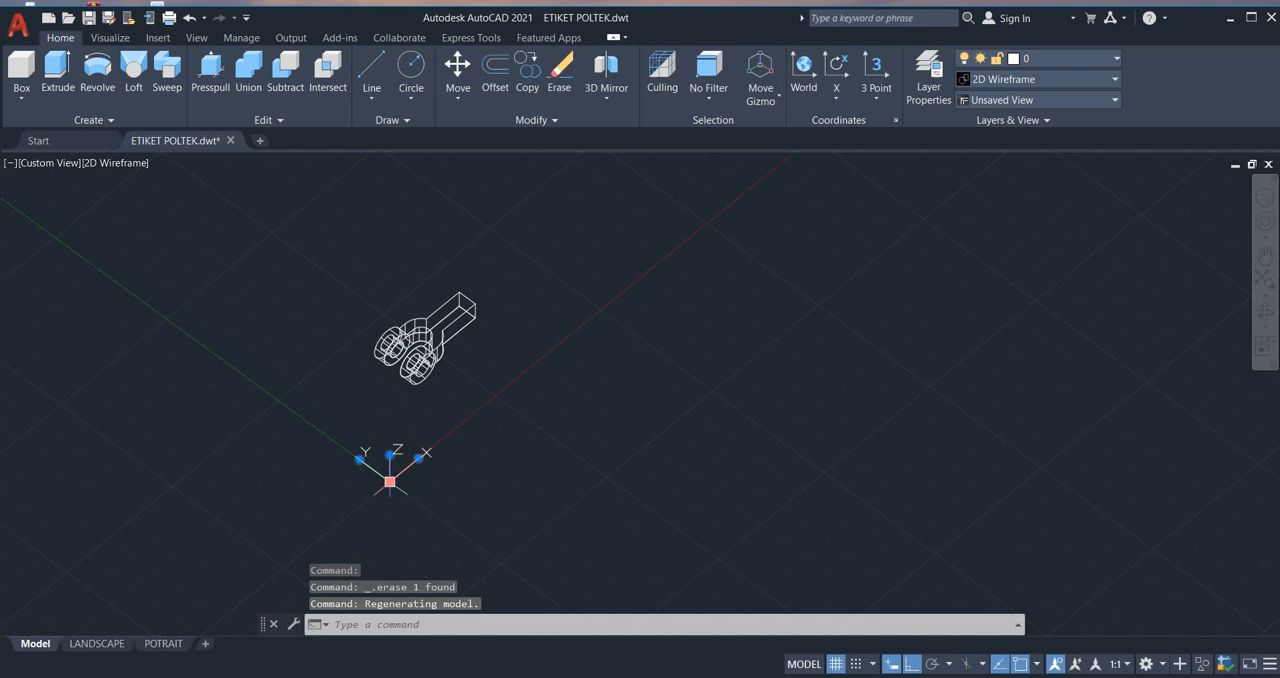 Autodesk AutoCAD 2021 ETIKET POLTEK.dwt
Type a keyword or phrase
Sign In
Home Visualize Insert View Manage Output Add-ins Collaborate Express Tools Featured Apps
Box Extrude Revolve Loft Sweep
Presspull Union Subtract Intersect
Line Circle
Move Offset Copy Erase 3D Mirror
Culling No Filter Move Gizmo
World X 3 Point
Layer Properties
0
2D Wireframe
Unsaved View
Create Edit Draw Modify Selection Coordinates Layers & View
Start ETIKET POLTEK.dwt*
[−][Custom View][2D Wireframe]
Y Z X
Command:
Command: _.erase 1 found
Command: Regenerating model.
Type a command
Model LANDSCAPE POTRAIT
MODEL 1:1